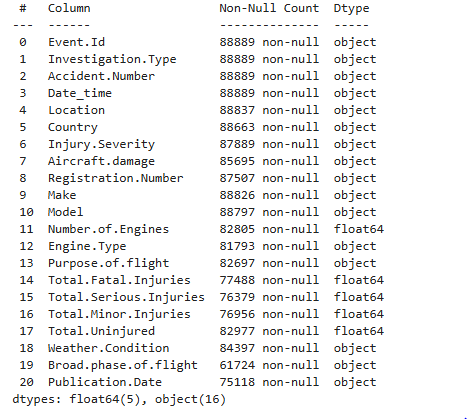 #   Column                  Non-Null Count  Dtype
---  ------                  --------------  -----
0   Event.Id                88889 non-null  object
1   Investigation.Type      88889 non-null  object
2   Accident.Number         88889 non-null  object
3   Date_time               88889 non-null  object
4   Location                88837 non-null  object
5   Country                 88663 non-null  object
6   Injury.Severity         87889 non-null  object
7   Aircraft.damage         85695 non-null  object
8   Registration.Number     87507 non-null  object
9   Make                    88826 non-null  object
10  Model                   88797 non-null  object
11  Number.of.Engines       82805 non-null  float64
12  Engine.Type             81793 non-null  object
13  Purpose.of.flight       82697 non-null  object
14  Total.Fatal.Injuries    77488 non-null  float64
15  Total.Serious.Injuries  76379 non-null  float64
16  Total.Minor.Injuries    76956 non-null  float64
17  Total.Uninjured         82977 non-null  float64
18  Weather.Condition       84397 non-null  object
19  Broad.phase.of.flight   61724 non-null  object
20  Publication.Date        75118 non-null  object
dtypes: float64(5), object(16)